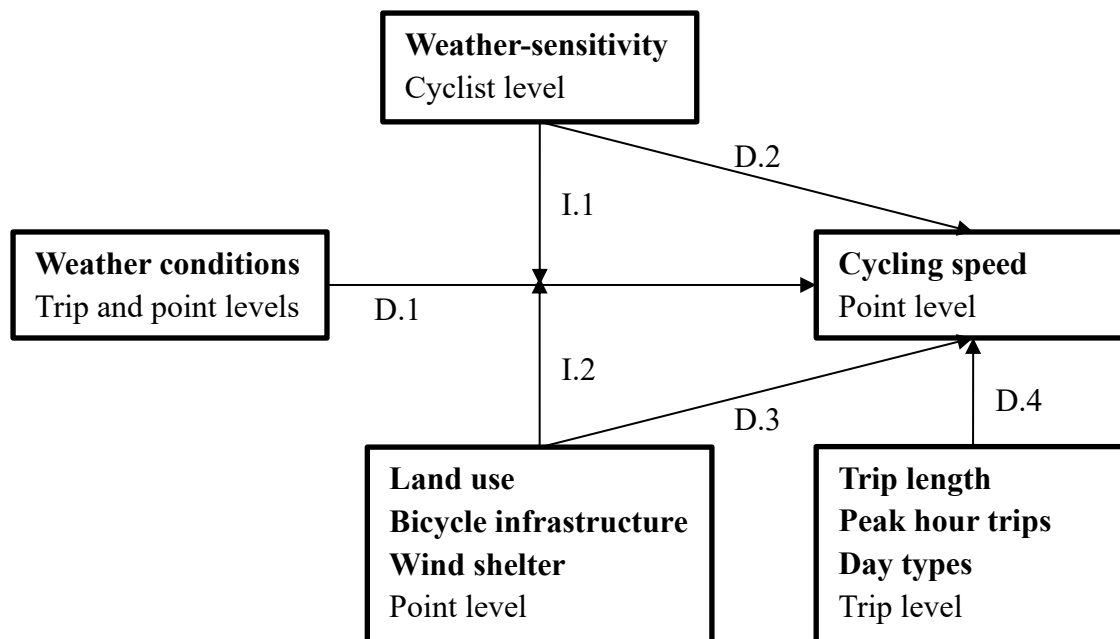 Weather-sensitivity
Cyclist level
D.2
I.1
Weather conditions
Trip and point levels
D.1
Cycling speed
Point level
I.2
D.3
D.4
Land use
Bicycle infrastructure
Wind shelter
Point level
Trip length
Peak hour trips
Day types
Trip level